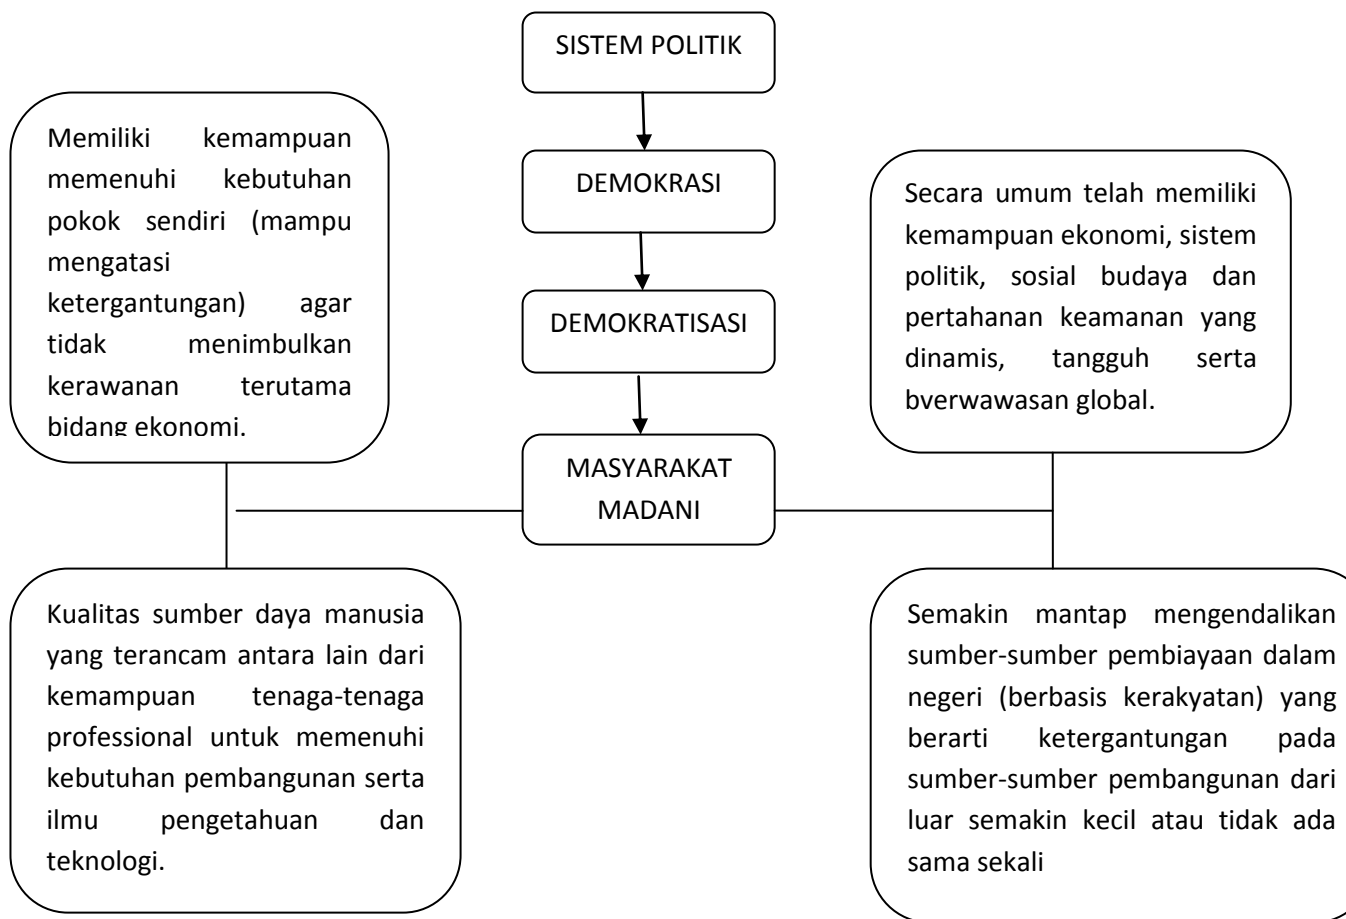 SISTEM POLITIK
DEMOKRASI
DEMOKRATISASI
MASYARAKAT
MADANI
Memiliki kemampuan
memenuhi kebutuhan
pokok sendiri (mampu
mengatasi
ketergantungan) agar
tidak menimbulkan
kerawanan terutama
bidang ekonomi.
Secara umum telah memiliki
kemampuan ekonomi, sistem
politik, sosial budaya dan
pertahanan keamanan yang
dinamis, tangguh serta
bverwawasan global.
Kualitas sumber daya manusia
yang terancam antara lain dari
kemampuan tenaga-tenaga
professional untuk memenuhi
kebutuhan pembangunan serta
ilmu pengetahuan dan
teknologi.
Semakin mantap mengendalikan
sumber-sumber pembiayaan dalam
negeri (berbasis kerakyatan) yang
berarti ketergantungan pada
sumber-sumber pembangunan dari
luar semakin kecil atau tidak ada
sama sekali